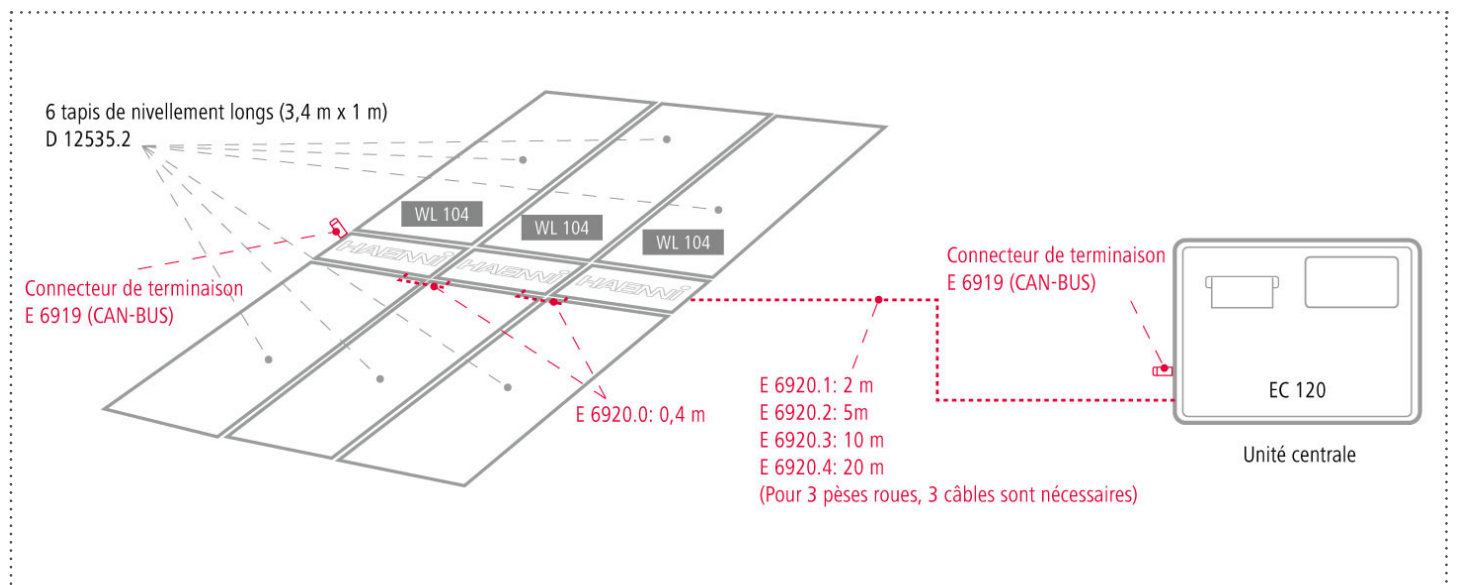 6 tapis de nivellement longs (3,4 m x 1 m)
D 12535.2
WL 104
WL 104
WL 104
HAENNI
HAENNI
HAENNI
Connecteur de terminaison
E 6919 (CAN-BUS)
E 6920.0: 0,4 m
E 6920.1: 2 m
E 6920.2: 5m
E 6920.3: 10 m
E 6920.4: 20 m
(Pour 3 pèses roues, 3 câbles sont nécessaires)
Connecteur de terminaison
E 6919 (CAN-BUS)
EC 120
Unité centrale